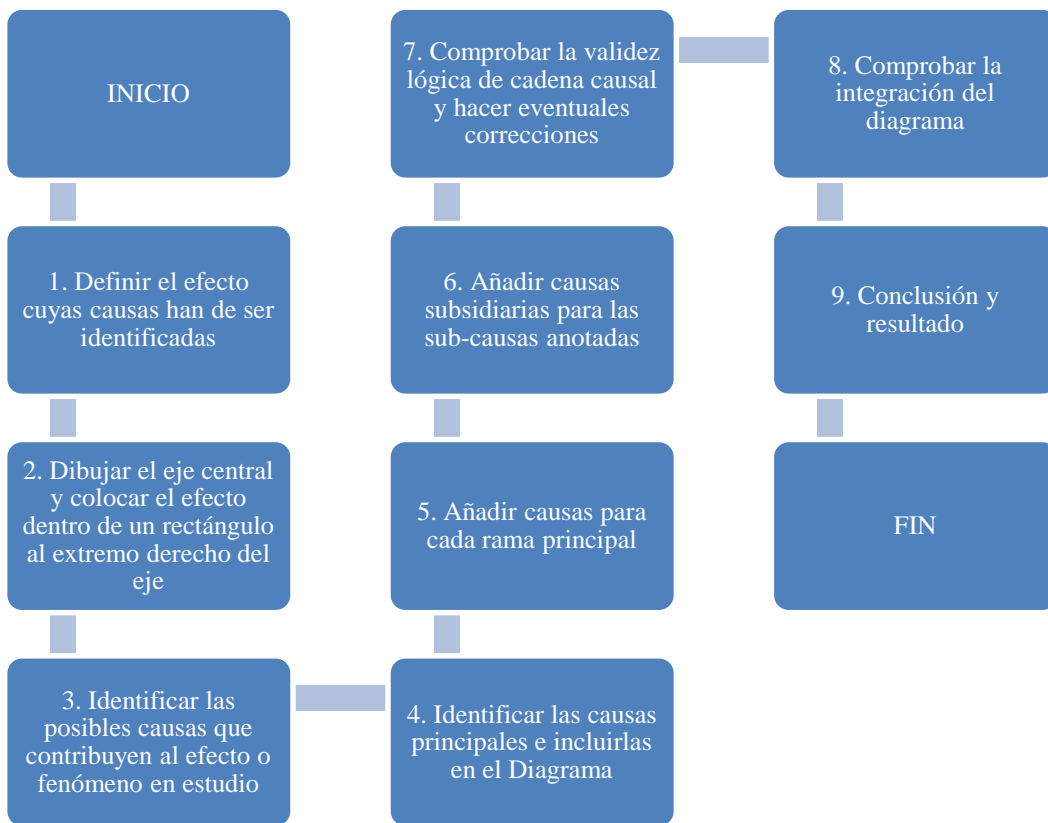 INICIO
1. Definir el efecto
cuyas causas han de ser
identificadas
2. Dibujar el eje central
y colocar el efecto
dentro de un rectángulo
al extremo derecho del
eje
3. Identificar las
posibles causas que
contribuyen al efecto o
fenómeno en estudio
4. Identificar las causas
principales e incluirlas
en el Diagrama
5. Añadir causas para
cada rama principal
6. Añadir causas
subsidiarias para las
sub-causas anotadas
7. Comprobar la validez
lógica de cadena causal
y hacer eventuales
correcciones
8. Comprobar la
integración del
diagrama
9. Conclusión y
resultado
FIN